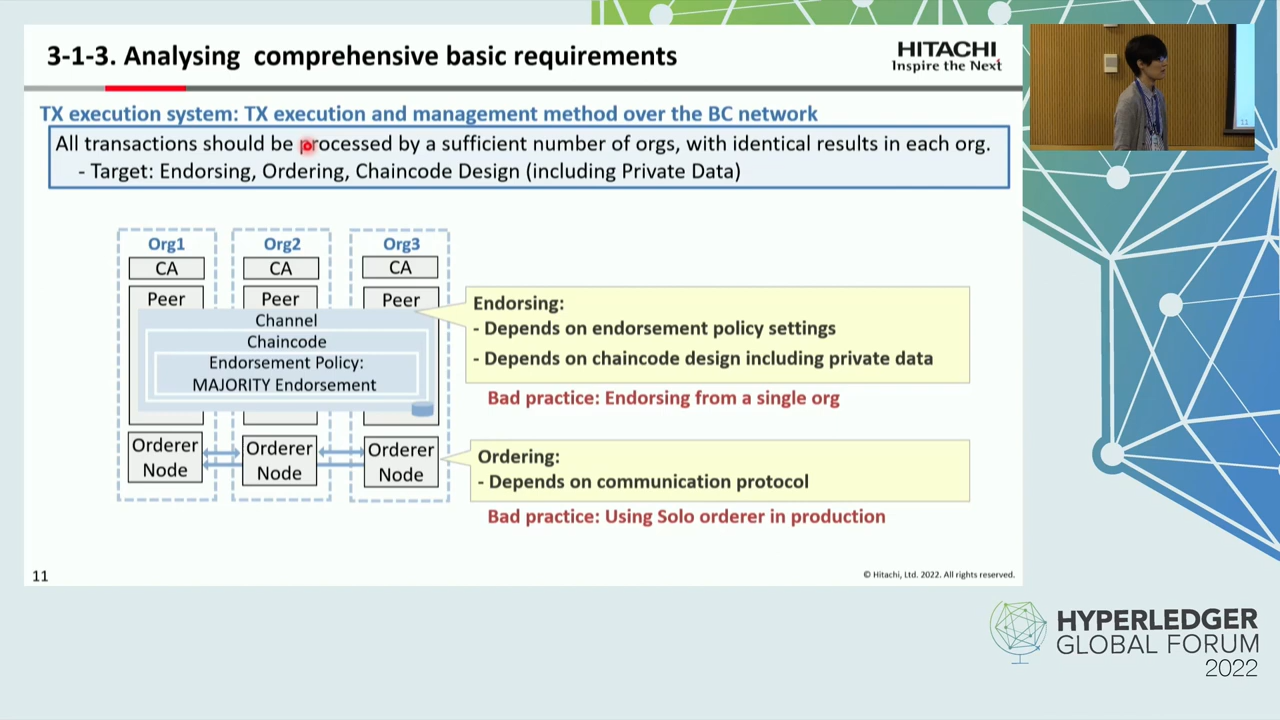 3-1-3. Analysing comprehensive basic requirements
HITACHI
Inspire the Next
TX execution system: TX execution and management method over the BC network
All transactions should be processed by a sufficient number of orgs, with identical results in each org.
- Target: Endorsing, Ordering, Chaincode Design (including Private Data)
Org1
Org2
Org3
CA
CA
CA
Peer
Peer
Peer
Channel
Chaincode
Endorsement Policy:
MAJORITY Endorsement
Orderer
Node
Orderer
Node
Orderer
Node
Endorsing:
- Depends on endorsement policy settings
- Depends on chaincode design including private data
Bad practice: Endorsing from a single org
Ordering:
- Depends on communication protocol
Bad practice: Using Solo orderer in production
11
© Hitachi, Ltd. 2022. All rights reserved.
11
HYPERLEDGER
GLOBAL FORUM
2022